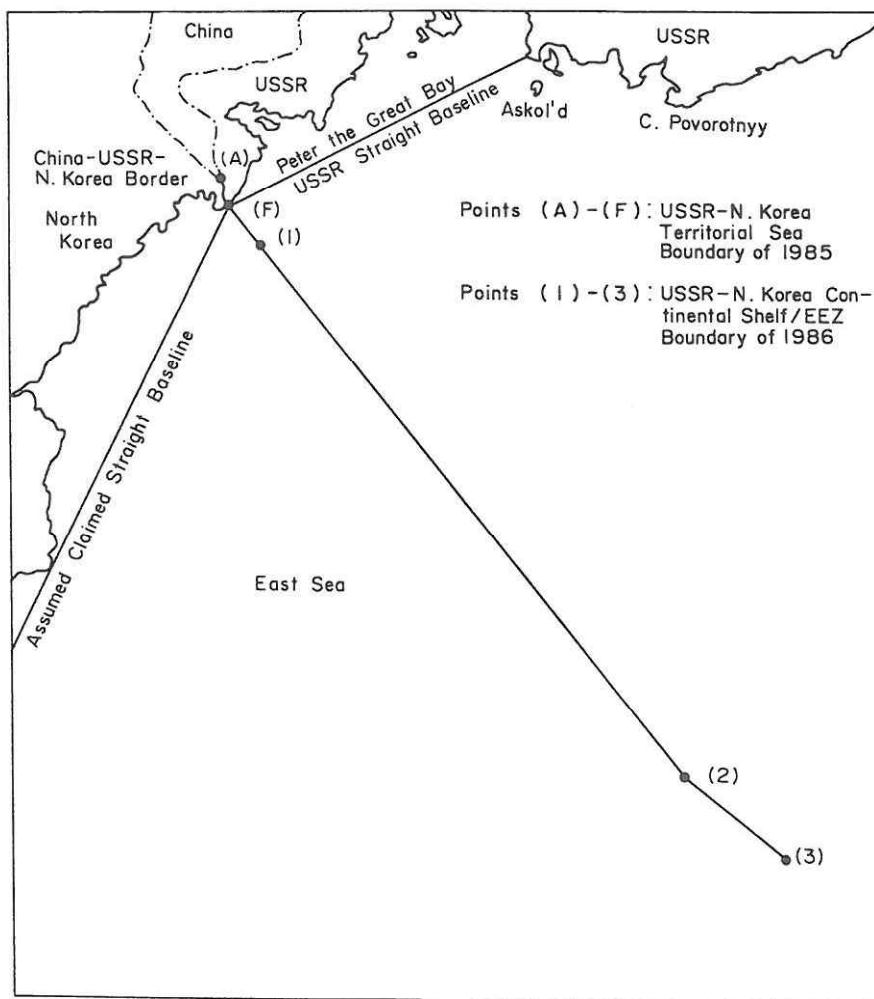 China
USSR
USSR
Askol'd
C. Povorotnyy
Peter the Great Bay
USSR Straight Baseline
China-USSR-
N. Korea Border
(A)
(F)
(1)
North
Korea
Points (A)-(F): USSR-N. Korea
Territorial Sea
Boundary of 1985
Points (1)-(3): USSR-N. Korea Con-
tinental Shelf/EEZ
Boundary of 1986
Assumed Claimed Straight Baseline
East Sea
(2)
(3)